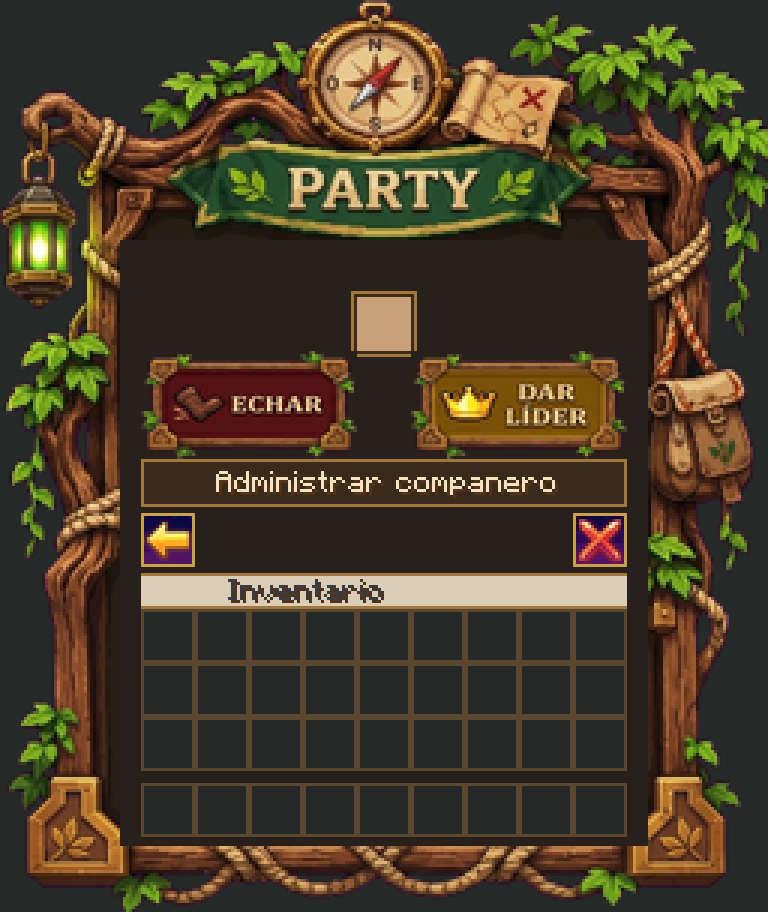 N
O E
S
PARTY
ECHAR
DAR
LÍDER
Administrar companero
Inventario